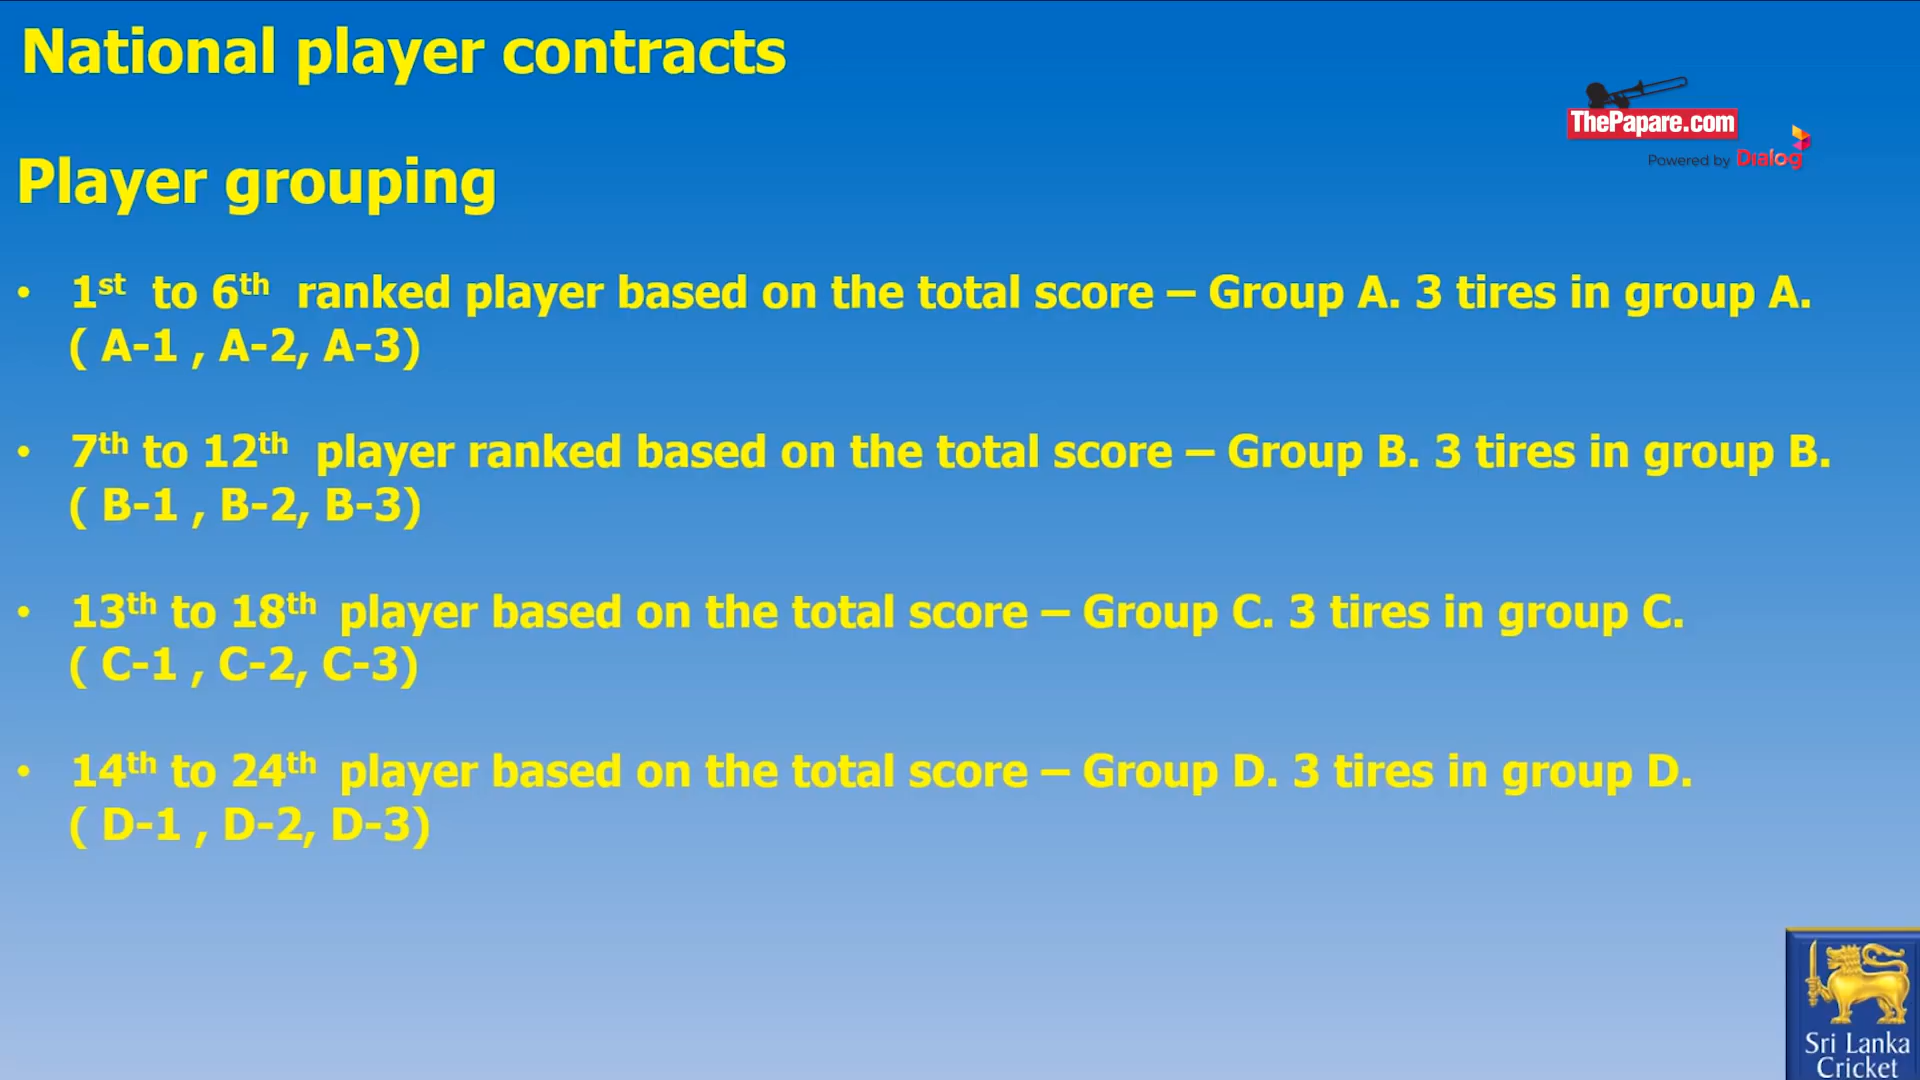 National player contracts
ThePapare.com
Powered by Dialog
Player grouping
• 1st to 6th ranked player based on the total score – Group A. 3 tires in group A.
( A-1 , A-2, A-3)
• 7th to 12th player ranked based on the total score – Group B. 3 tires in group B.
( B-1 , B-2, B-3)
• 13th to 18th player based on the total score – Group C. 3 tires in group C.
( C-1 , C-2, C-3)
• 14th to 24th player based on the total score – Group D. 3 tires in group D.
( D-1 , D-2, D-3)
Sri Lanka
Cricket